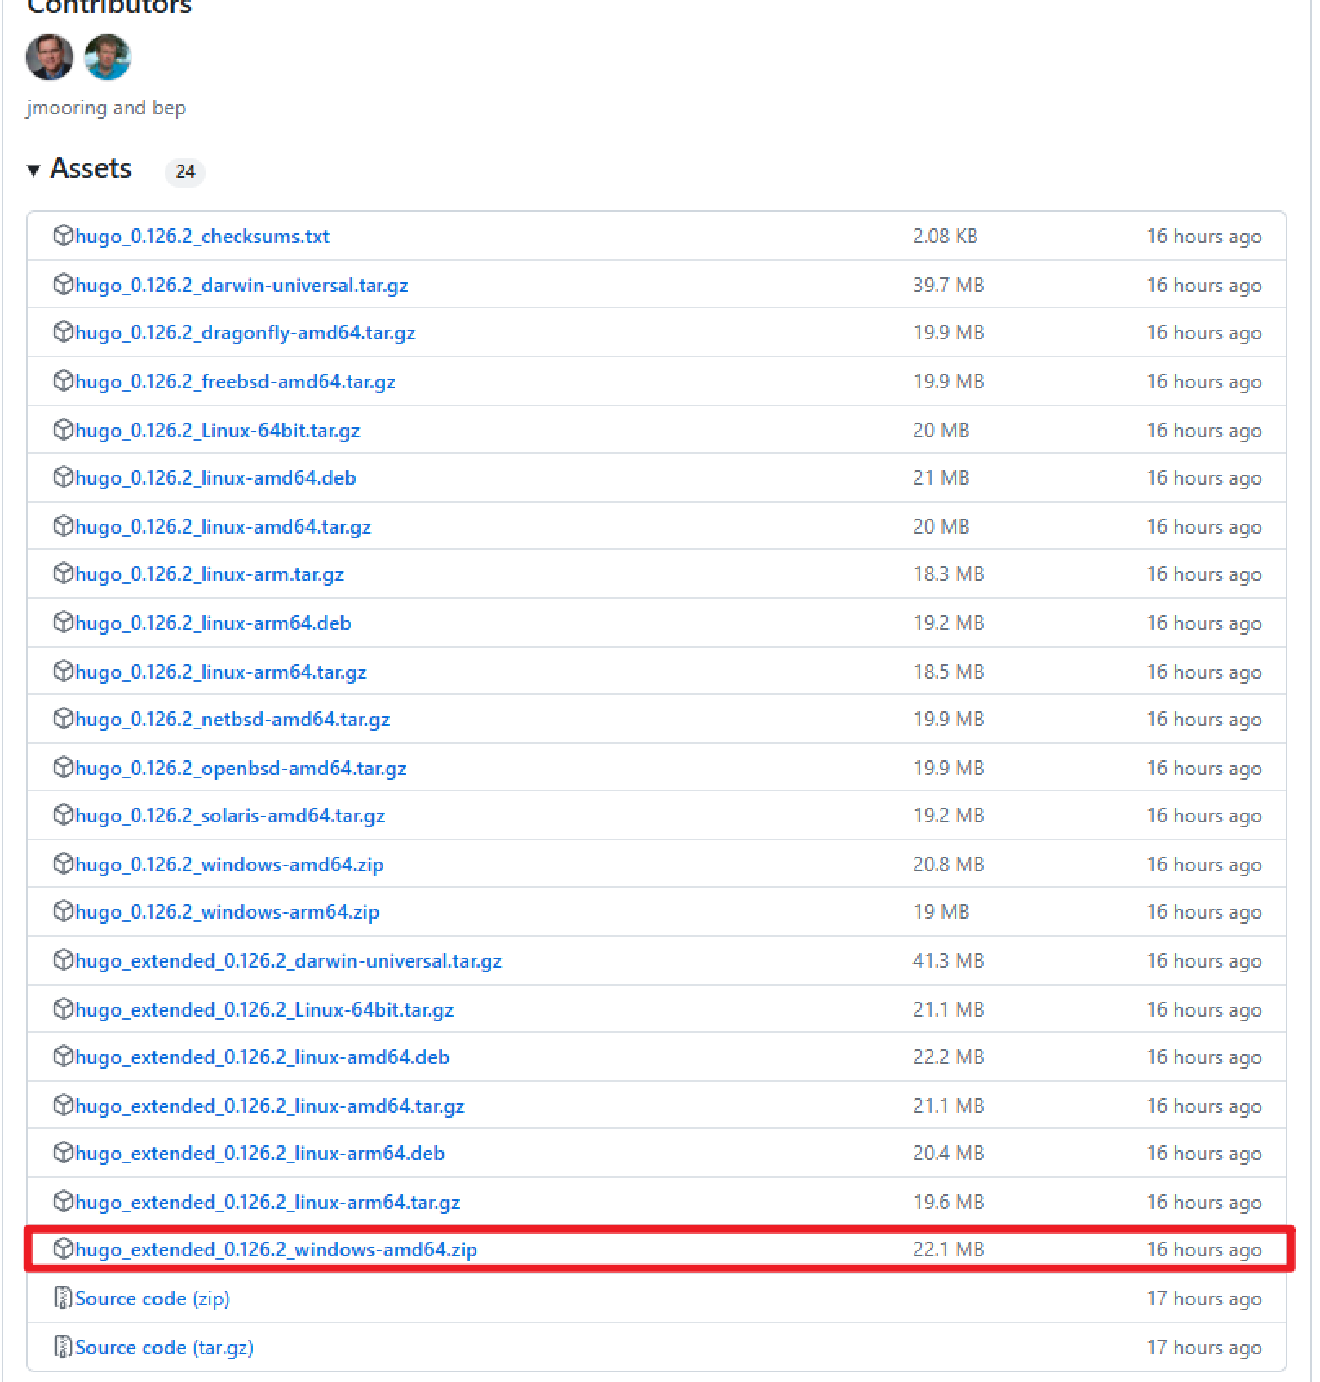 Contributors
jmooring and bep
Assets 24
hugo_0.126.2_checksums.txt 2.08 KB 16 hours ago
hugo_0.126.2_darwin-universal.tar.gz 39.7 MB 16 hours ago
hugo_0.126.2_dragonfly-amd64.tar.gz 19.9 MB 16 hours ago
hugo_0.126.2_freebsd-amd64.tar.gz 19.9 MB 16 hours ago
hugo_0.126.2_Linux-64bit.tar.gz 20 MB 16 hours ago
hugo_0.126.2_linux-amd64.deb 21 MB 16 hours ago
hugo_0.126.2_linux-amd64.tar.gz 20 MB 16 hours ago
hugo_0.126.2_linux-arm.tar.gz 18.3 MB 16 hours ago
hugo_0.126.2_linux-arm64.deb 19.2 MB 16 hours ago
hugo_0.126.2_linux-arm64.tar.gz 18.5 MB 16 hours ago
hugo_0.126.2_netbsd-amd64.tar.gz 19.9 MB 16 hours ago
hugo_0.126.2_openbsd-amd64.tar.gz 19.9 MB 16 hours ago
hugo_0.126.2_solaris-amd64.tar.gz 19.2 MB 16 hours ago
hugo_0.126.2_windows-amd64.zip 20.8 MB 16 hours ago
hugo_0.126.2_windows-arm64.zip 19 MB 16 hours ago
hugo_extended_0.126.2_darwin-universal.tar.gz 41.3 MB 16 hours ago
hugo_extended_0.126.2_Linux-64bit.tar.gz 21.1 MB 16 hours ago
hugo_extended_0.126.2_linux-amd64.deb 22.2 MB 16 hours ago
hugo_extended_0.126.2_linux-amd64.tar.gz 21.1 MB 16 hours ago
hugo_extended_0.126.2_linux-arm64.deb 20.4 MB 16 hours ago
hugo_extended_0.126.2_linux-arm64.tar.gz 19.6 MB 16 hours ago
hugo_extended_0.126.2_windows-amd64.zip 22.1 MB 16 hours ago
Source code (zip) 17 hours ago
Source code (tar.gz) 17 hours ago